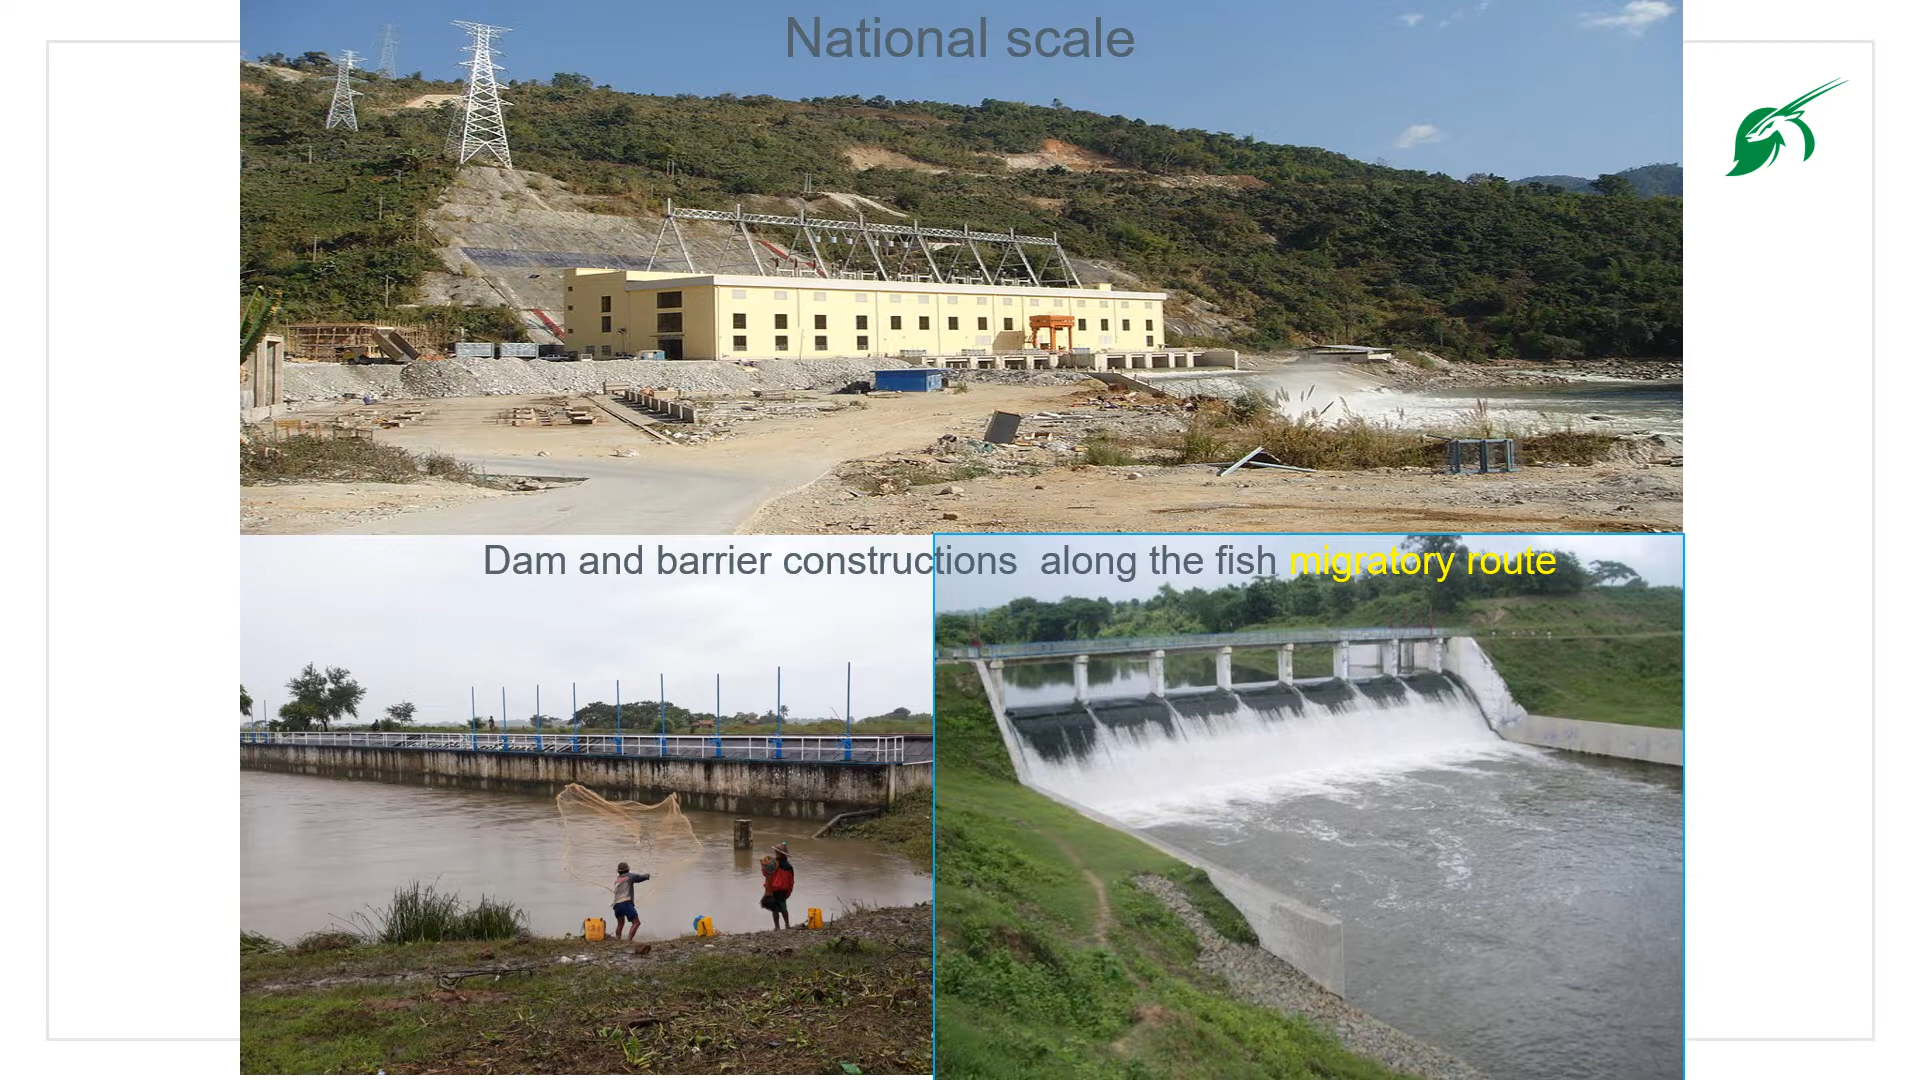 National scale
Dam and barrier constructions  along the fish migratory route